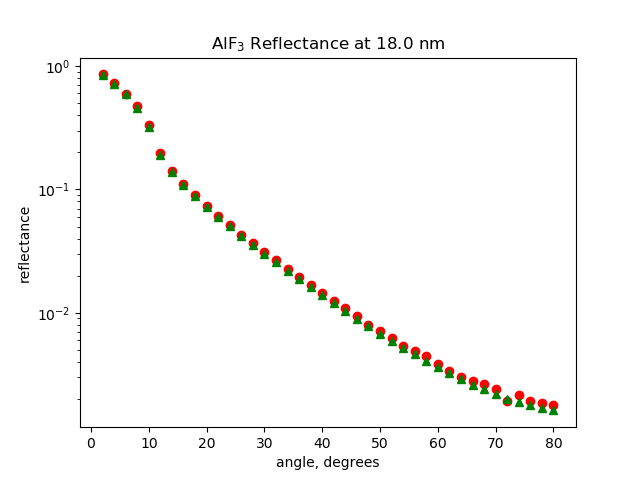 AlF₃ Reflectance at 18.0 nm
10⁰
10⁻¹
10⁻²
reflectance
0 10 20 30 40 50 60 70 80
angle, degrees